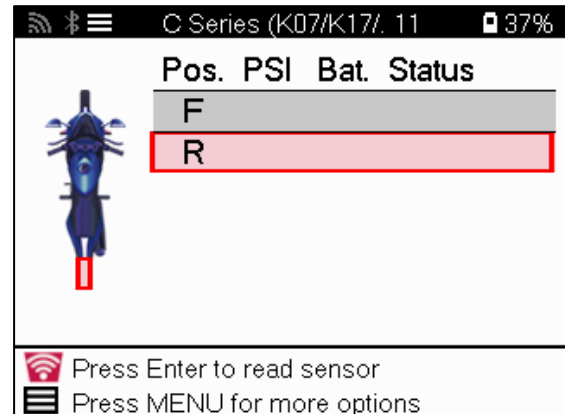 C Series (K07/K17/. 11 37%
Pos. PSI Bat. Status
F
R
Press Enter to read sensor
Press MENU for more options